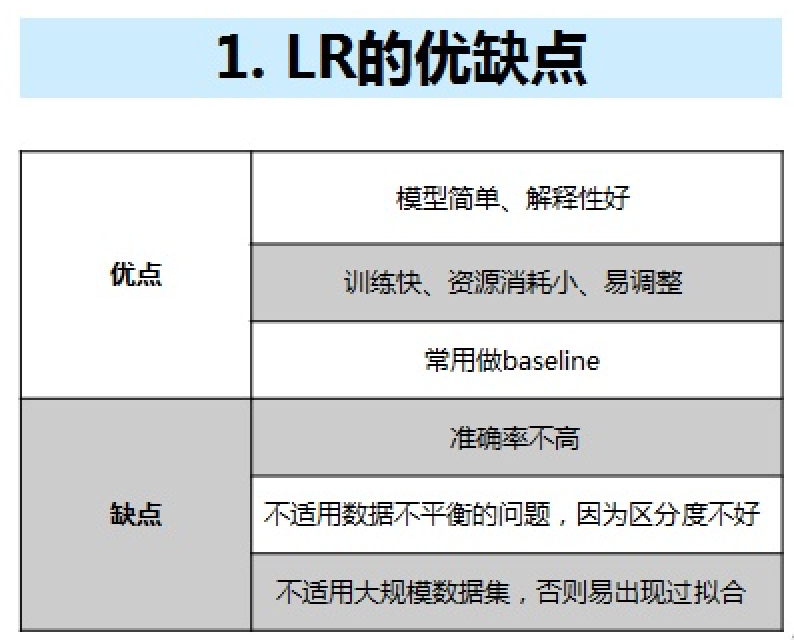 1. LR的优缺点
优点
模型简单、解释性好
训练快、资源消耗小、易调整
常用做baseline
缺点
准确率不高
不适用数据不平衡的问题，因为区分度不好
不适用大规模数据集，否则易出现过拟合